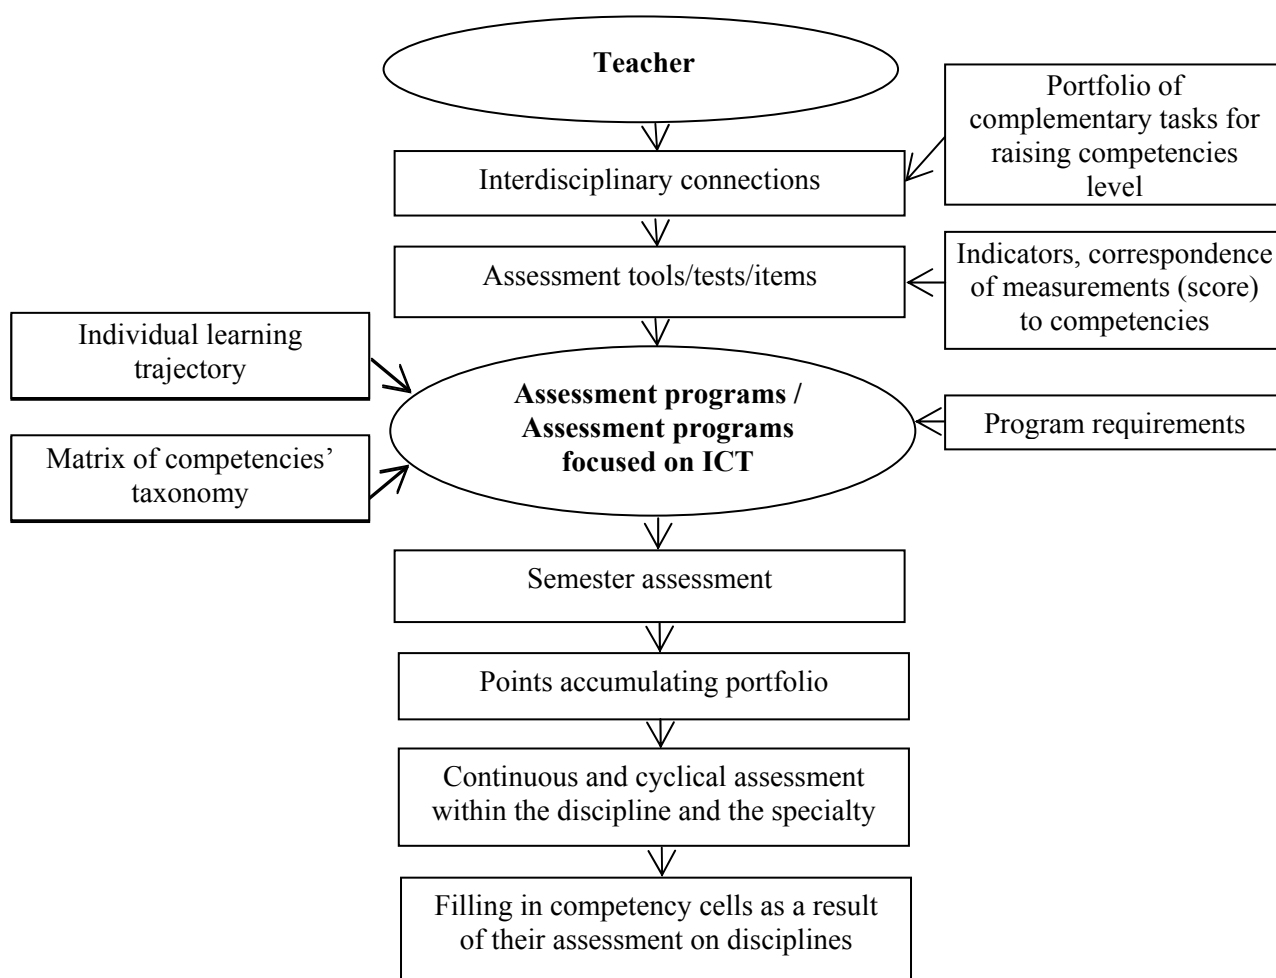 Teacher
Portfolio of
complementary tasks for
raising competencies
level
Interdisciplinary connections
Assessment tools/tests/items
Indicators, correspondence
of measurements (score)
to competencies
Individual learning
trajectory
Assessment programs /
Assessment programs
focused on ICT
Program requirements
Matrix of competencies’
taxonomy
Semester assessment
Points accumulating portfolio
Continuous and cyclical assessment
within the discipline and the specialty
Filling in competency cells as a result
of their assessment on disciplines